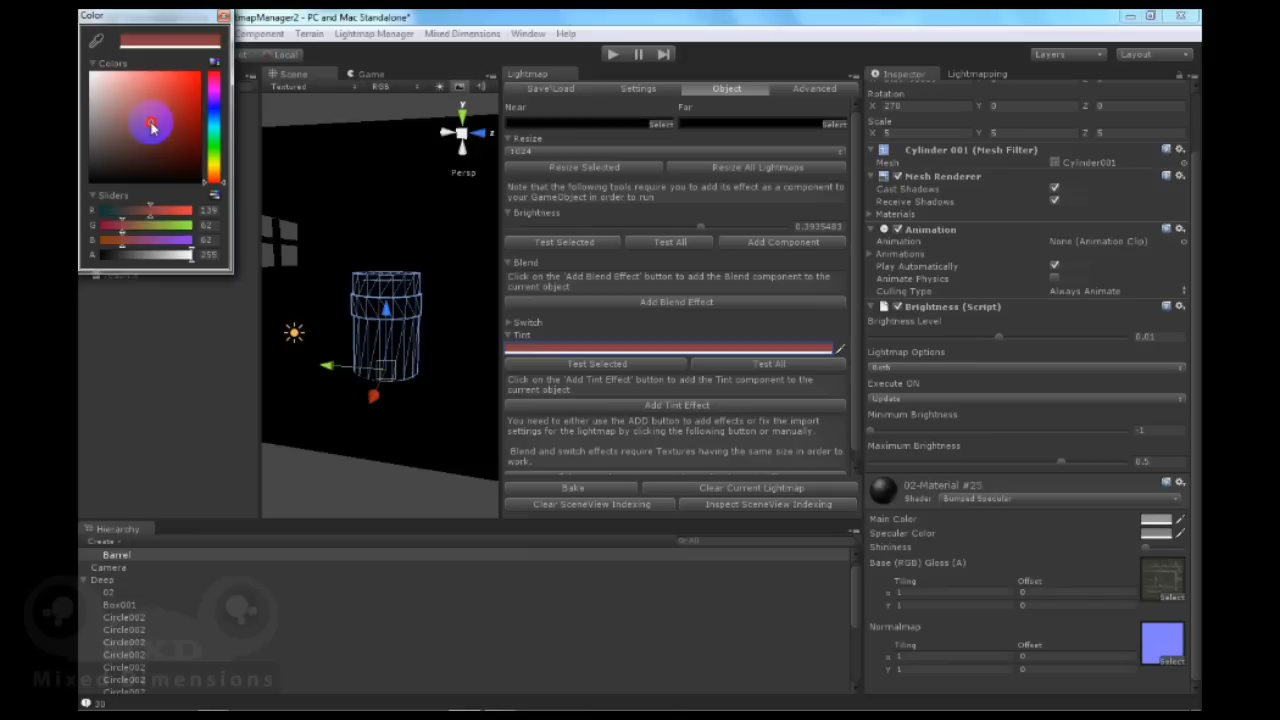 Color
mapManager2 - PC and Mac Standalone*
Component Terrain Lightmap Manager Mixed Dimensions Window Help
Local
Layers
Layout
Colors
Scene
Game
Textured
RGB
y
z
Persp
Sliders
R 139
G 62
B 62
A 255
Lightmap
Save\Load Settings Object Advanced
Near Far
Select Select
Resize
1024
Resize Selected Resize All Lightmaps
Note that the following tools require you to add its effect as a component to
your GameObject in order to run
Brightness
0.3935483
Test Selected Test All Add Component
Blend
Click on the 'Add Blend Effect' button to add the Blend component to the
current object
Add Blend Effect
Switch
Tint
Test Selected Test All
Click on the 'Add Tint Effect' button to add the Tint component to the
current object
Add Tint Effect
You need to either use the ADD button to add effects or fix the import
settings for the lightmap by clicking the following button or manually.
Blend and switch effects require Textures having the same size in order to
work.
Bake Clear Current Lightmap
Clear SceneView Indexing Inspect SceneView Indexing
Inspector Lightmapping
Rotation
X 270 Y 0 Z 0
Scale
X 5 Y 5 Z 5
Cylinder 001 (Mesh Filter)
Mesh Cylinder001
Mesh Renderer
Cast Shadows
Receive Shadows
Materials
Animation
Animation None (Animation Clip)
Animations
Play Automatically
Animate Physics
Culling Type Always Animate
Brightness (Script)
Brightness Level
0.01
Lightmap Options
Both
Execute ON
Update
Minimum Brightness
-1
Maximum Brightness
0.5
02-Material #25
Shader Bumped Specular
Main Color
Specular Color
Shininess
Base (RGB) Gloss (A)
Tiling Offset
x 1 0
y 1 0
Select
Normalmap
Tiling Offset
x 1 0
y 1 0
Select
Hierarchy
Create
All
Barrel
Camera
Deep
02
Box001
Circle002
Circle002
Circle002
Circle002
Circle002
Circle002
Circle002
Mixed Dimensions
30